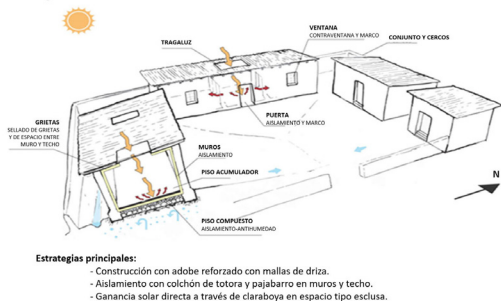 VENTANA
CONTRAVENTANA Y MARCO
TRAGALUZ
CONJUNTO Y CERCOS
PUERTA
AISLAMIENTO Y MARCO
GRIETAS
SELLADO DE GRIETAS
Y DE ESPACIO ENTRE
MURO Y TECHO
MUROS
AISLAMIENTO
PISO ACUMULADOR
N
PISO COMPUESTO
AISLAMIENTO-ANTIHUMEDAD
Estrategias principales:
- Construcción con adobe reforzado con mallas de driza.
- Aislamiento con colchón de totora y pajabarro en muros y techo.
- Ganancia solar directa a través de claraboya en espacio tipo esclusa.